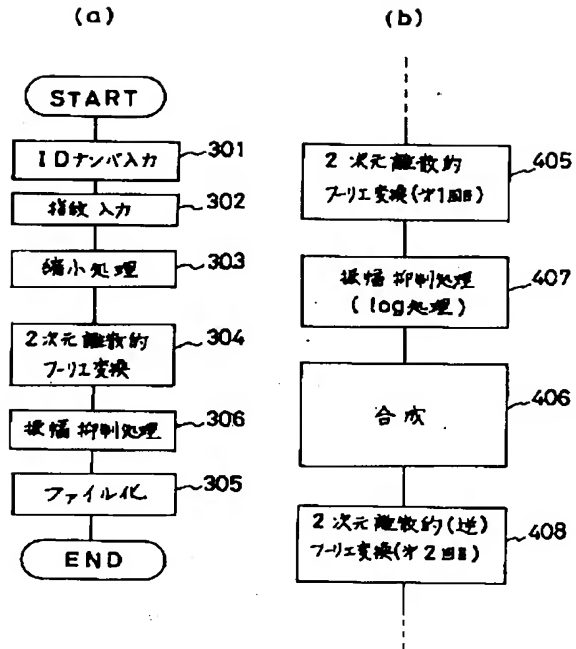 (a)
START
IDナンバ入力
301
指紋入力
302
縮小処理
303
2次元離散的
フーリエ変換
304
振幅抑制処理
306
ファイル化
305
END
(b)
2次元離散的
フーリエ変換(才1回目)
405
振幅抑制処理
(log処理)
407
合成
406
2次元離散的(逆)
フーリエ変換(才2回目)
408